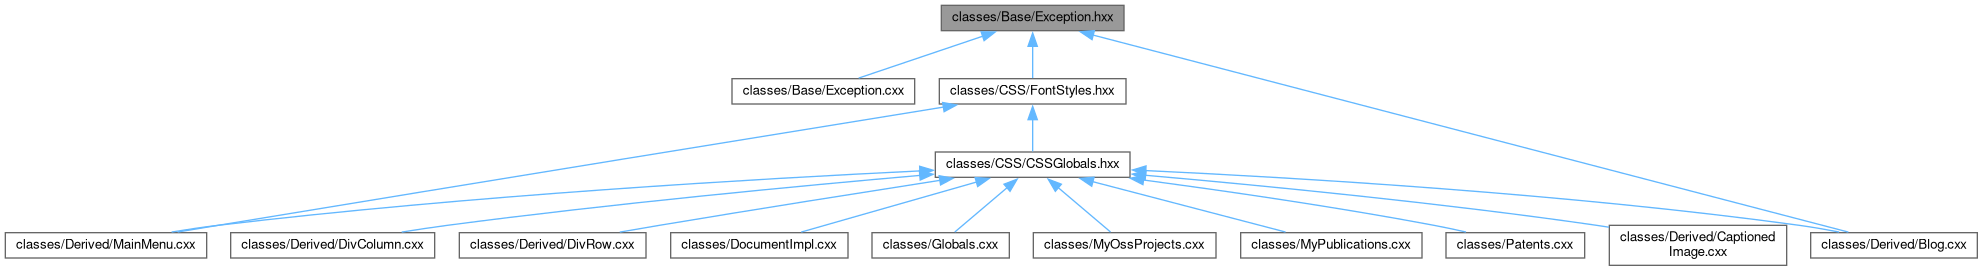 classes/Base/Exception.hxx
classes/Base/Exception.cxx
classes/CSS/FontStyles.hxx
classes/CSS/CSSGlobals.hxx
classes/Derived/MainMenu.cxx
classes/Derived/DivColumn.cxx
classes/Derived/DivRow.cxx
classes/DocumentImpl.cxx
classes/Globals.cxx
classes/MyOssProjects.cxx
classes/MyPublications.cxx
classes/Patents.cxx
classes/Derived/Captioned
Image.cxx
classes/Derived/Blog.cxx